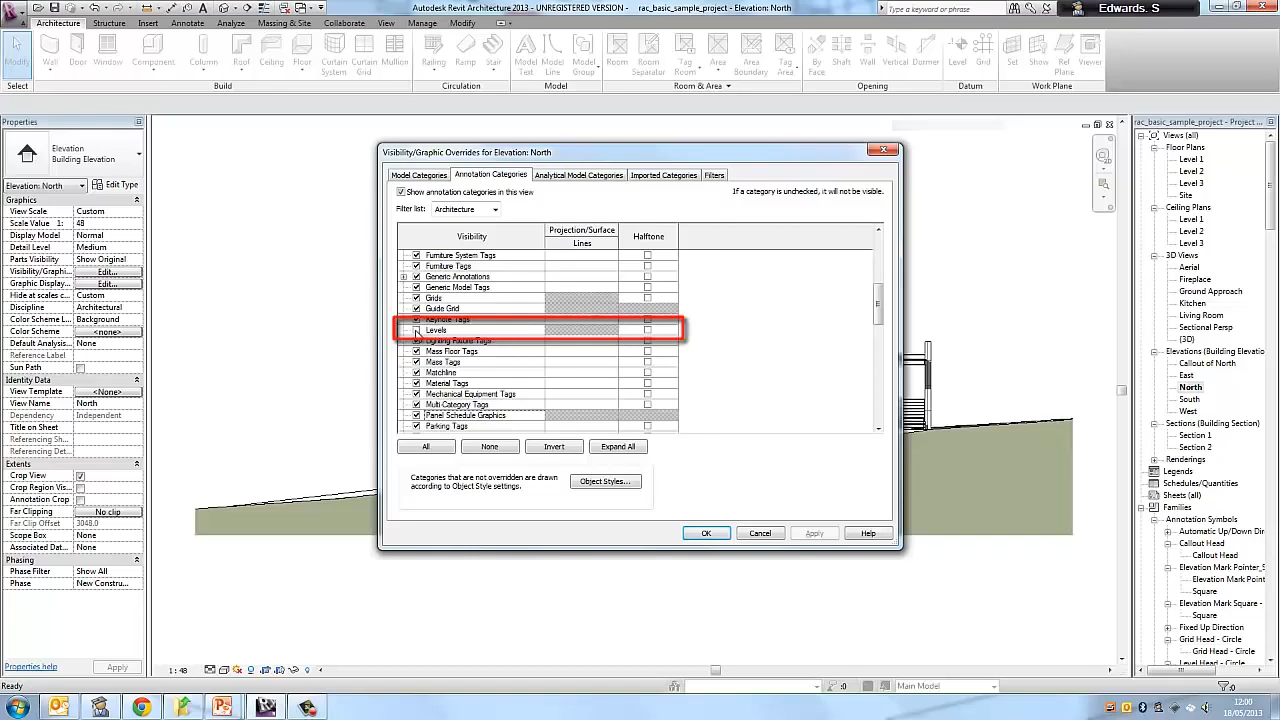 Autodesk Revit Architecture 2013 - UNREGISTERED VERSION - rac_basic_sample_project - Elevation: North
Type a keyword or phrase
Edwards. S
Architecture Structure Insert Annotate Analyze Massing & Site Collaborate View Manage Modify
Modify Wall Door Window Component Column Roof Ceiling Floor Curtain System Curtain Grid Mullion Railing Ramp Stair Model Text Model Line Model Group Room Room Separator Tag Room Area Area Boundary Tag Area By Face Shaft Wall Vertical Dormer Level Grid Set Show Ref Plane Viewer
Select Build Circulation Model Room & Area Opening Datum Work Plane
Properties
Elevation
Building Elevation
Elevation: North Edit Type
Graphics
View Scale Custom
Scale Value 1: 48
Display Model Normal
Detail Level Medium
Parts Visibility Show Original
Visibility/Graphi... Edit...
Graphic Display... Edit...
Hide at scales c... Custom
Discipline Architectural
Color Scheme L... Background
Color Scheme <none>
Default Analysi... None
Reference Label
Sun Path
Identity Data
View Template <None>
View Name North
Dependency Independent
Title on Sheet
Referencing Sh...
Referencing De...
Extents
Crop View
Crop Region Vis...
Annotation Crop
Far Clipping No clip
Far Clip Offset 3048.0
Scope Box None
Associated Dat... None
Phasing
Phase Filter Show All
Phase New Constru...
Properties help Apply
Visibility/Graphic Overrides for Elevation: North
Model Categories Annotation Categories Analytical Model Categories Imported Categories Filters
Show annotation categories in this view
If a category is unchecked, it will not be visible.
Filter list: Architecture
Visibility Projection/Surface Lines Halftone
Furniture System Tags
Furniture Tags
Generic Annotations
Generic Model Tags
Grids
Guide Grid
Keynote Tags
Levels
Lighting Fixture Tags
Mass Floor Tags
Mass Tags
Matchline
Material Tags
Mechanical Equipment Tags
Multi-Category Tags
Panel Schedule Graphics
Parking Tags
All None Invert Expand All
Categories that are not overridden are drawn
according to Object Style settings.
Object Styles...
OK Cancel Apply Help
rac_basic_sample_project - Project ...
Views (all)
Floor Plans
Level 1
Level 2
Level 3
Site
Ceiling Plans
Level 1
Level 2
Level 3
3D Views
Aerial
Fireplace
Ground Approach
Kitchen
Living Room
Sectional Persp
{3D}
Elevations (Building Elevatio
Callout of North
East
North
South
West
Sections (Building Section)
Section 1
Section 2
Renderings
Legends
Schedules/Quantities
Sheets (all)
Families
Annotation Symbols
Automatic Up/Down Dir
Callout Head
Callout Head
Elevation Mark Pointer_S
Elevation Mark Pointe
Square
Elevation Mark Square -
Square
Fixed Up Direction
Grid Head - Circle
Grid Head - Circle
Level Head - Circle
1 : 48
Ready
:0
Main Model
:0
12:00
18/05/2013